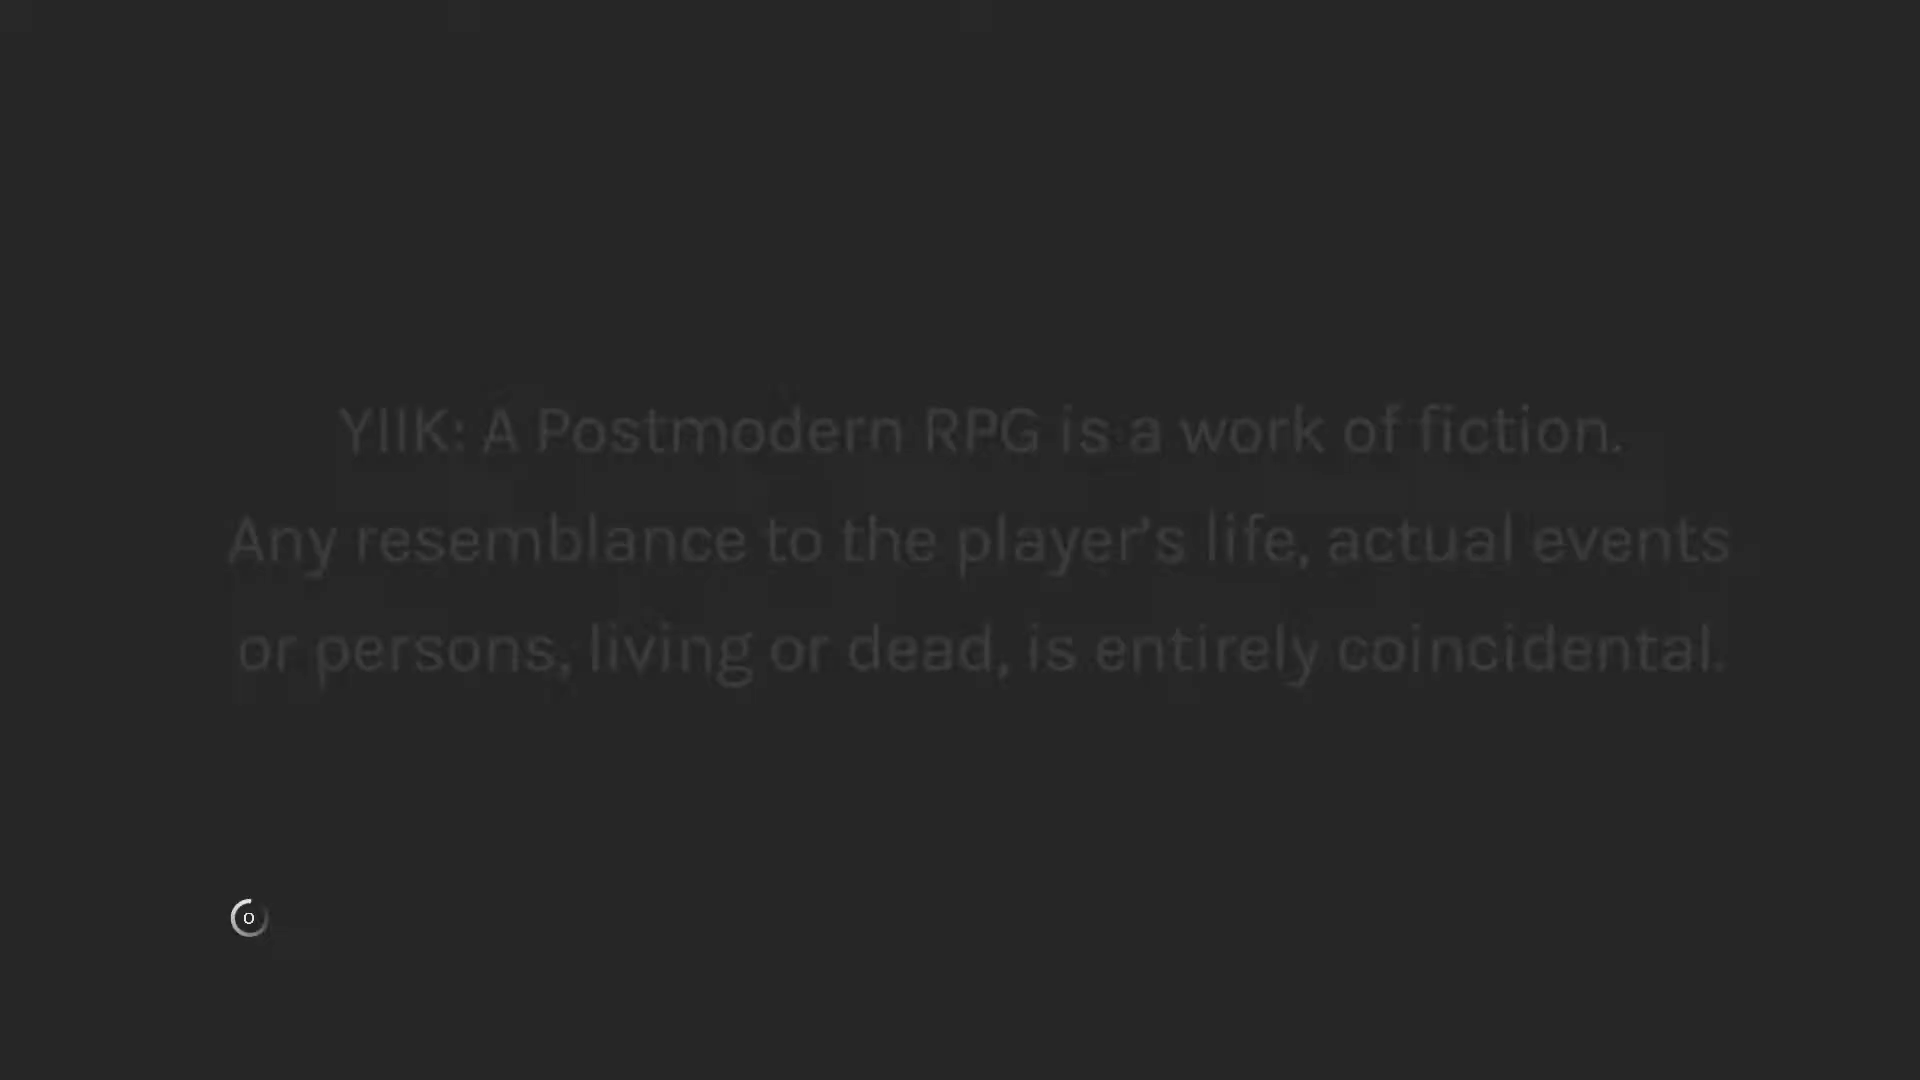 YIIK: A Postmodern RPG is a work of fiction.
Any resemblance to the player's life, actual events
or persons, living or dead, is entirely coincidental.